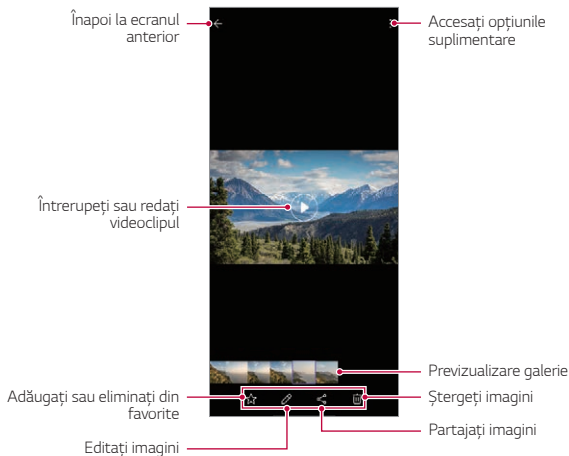 Înapoi la ecranul
anterior
Accesați opțiunile
suplimentare
Întrerupeți sau redați
videoclipul
Previzualizare galerie
Adăugați sau eliminați din
favorite
Ștergeți imagini
Partajați imagini
Editați imagini